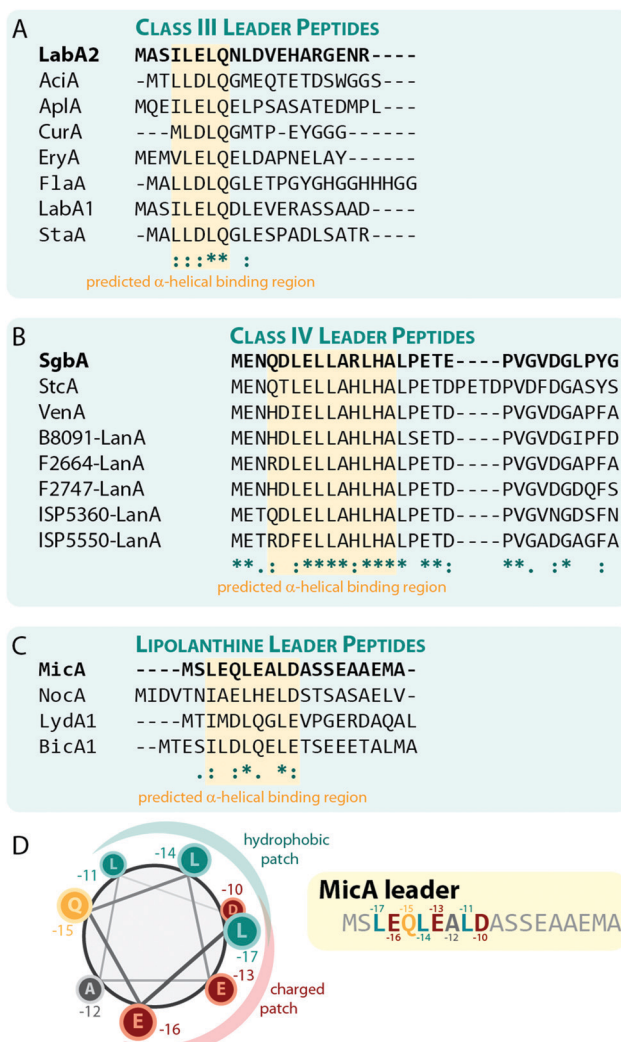 A
CLASS III LEADER PEPTIDES
LabA2 MASILELQNLDVEHARGENR----
AciA -MTLLDLQGMEQTETDSWGGS---
AplA MQEILELQELPSASATEDMPL---
CurA ---MLDLQGMTP-EYGGG------
EryA MEMVLELQELDAPNELAY------
FlaA -MALLDLQGLETPGYGHGGHHHGG
LabA1 MASILELQDLEVERASSAAD----
StaA -MALLDLQGLESPADLSATR----
:::** :
predicted α-helical binding region
B
CLASS IV LEADER PEPTIDES
SgbA MENQDLELLARLHALPETE----PVGVDGLPYG
StcA MENQTLELLAHLHALPETDPETDPVDFDGASYS
VenA MENHDIELLAHLHALPETD----PVGVDGAPFA
B8091-LanA MENHDLELLAHLHALSETD----PVGVDGIPFD
F2664-LanA MENRDLELLAHLHALPETD----PVGVDGAPFA
F2747-LanA MENHDLELLAHLHALPETD----PVGVDGDQFS
ISP5360-LanA METQDLELLAHLHALPETD----PVGVNGDSFN
ISP5550-LanA METRDFELLAHLHALPETD----PVGADGAGFA
**.: :****:**** **: **. :* :
predicted α-helical binding region
C
LIPOLANTHINE LEADER PEPTIDES
MicA ----MSLEQLEALDASSEAAEMA-
NocA MIDVTNIAELHELDSTSASAELV-
LydA1 ----MTIMDLQGLEVPGERDAQAL
BicA1 --MTESILDLQELETSEEETALMA
.: :*. *:
predicted α-helical binding region
D
hydrophobic
patch
-14 L
L
-11
-10
D
Q
-15
L
-17
-13
E
A
-12
E
-16
charged
patch
MicA leader
-17 -15 -13 -11
MSLEQLEALDASSEAAEMA
-16 -14 -12 -10